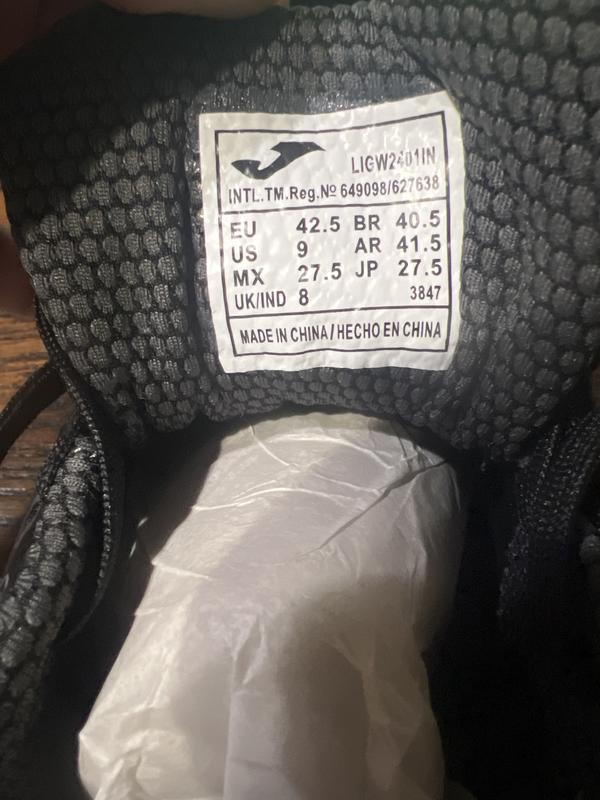 LIGW2401IN
INTL.TM.Reg.Nº 649098/627638
EU 42.5 BR 40.5
US 9 AR 41.5
MX 27.5 JP 27.5
UK/IND 8 3847
MADE IN CHINA / HECHO EN CHINA